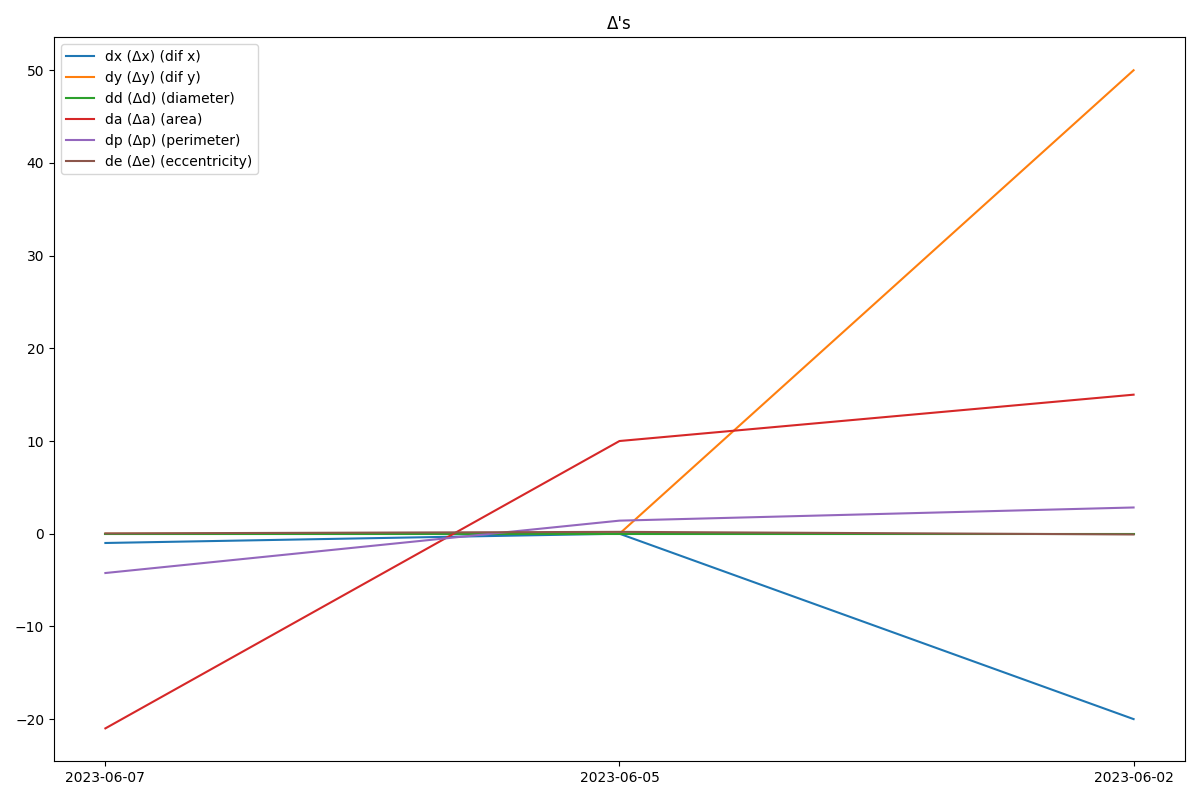 Δ's
dx (Δx) (dif x)
dy (Δy) (dif y)
dd (Δd) (diameter)
da (Δa) (area)
dp (Δp) (perimeter)
de (Δe) (eccentricity)
50
40
30
20
10
0
−10
−20
2023-06-07
2023-06-05
2023-06-02